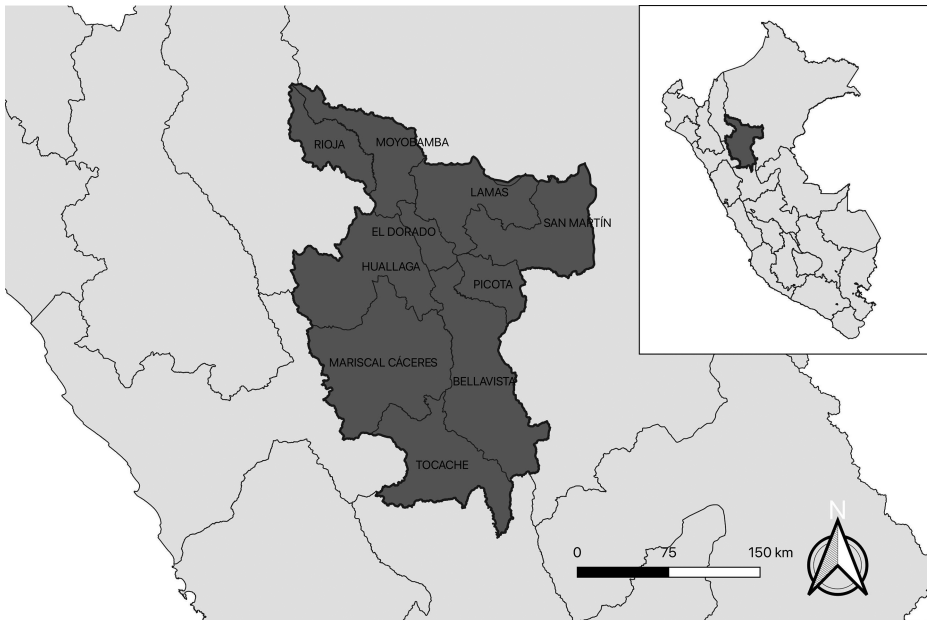 RIOJA
MOYOBAMBA
LAMAS
SAN MARTÍN
EL DORADO
HUALLAGA
PICOTA
MARISCAL CÁCERES
BELLAVISTA
TOCACHE
N
0 75 150 km